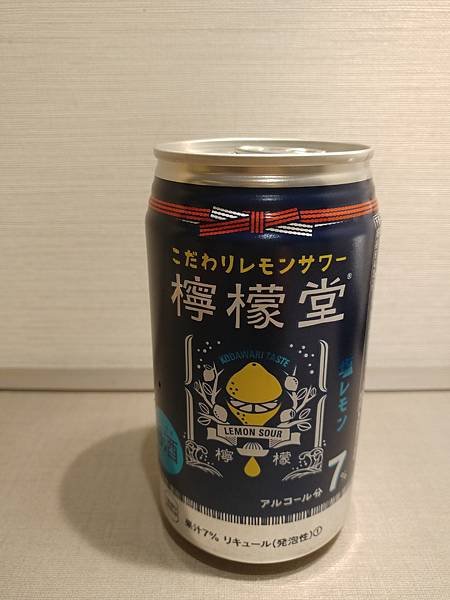 こだわりレモンサワー
檸檬堂®
KODAWARI TASTE
塩レモン
LEMON SOUR
檸 檬
酒
アルコール分 7%
果汁7% リキュール(発泡性)①